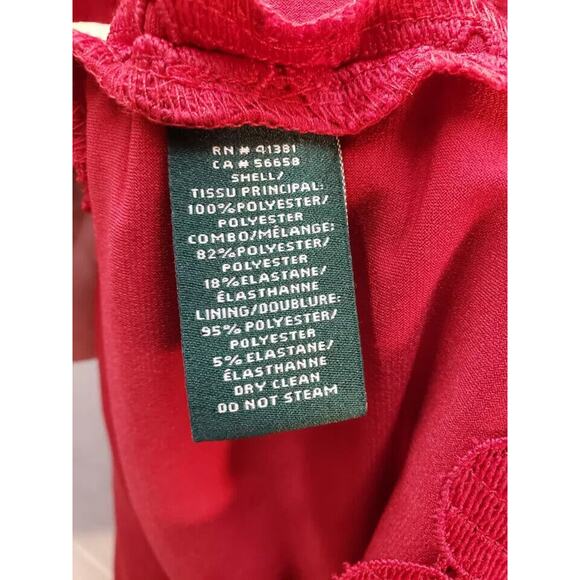 RN # 41381
CA # 56658
SHELL/
TISSU PRINCIPAL:
100%POLYESTER/
POLYESTER
COMBO/MÉLANGE:
82%POLYESTER/
POLYESTER
18%ELASTANE/
ÉLASTHANNE
LINING/DOUBLURE:
95%POLYESTER/
POLYESTER
5% ELASTANE/
ÉLASTHANNE
DRY CLEAN
DO NOT STEAM